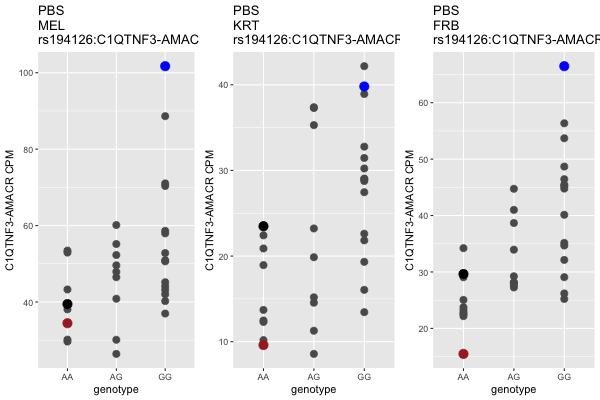 PBS
MEL
rs194126:C1QTNF3-AMAC
C1QTNF3-AMACR CPM
100
80
60
40
AA
AG
GG
genotype
PBS
KRT
rs194126:C1QTNF3-AMACR
C1QTNF3-AMACR CPM
40
30
20
10
AA
AG
GG
genotype
PBS
FRB
rs194126:C1QTNF3-AMACR
C1QTNF3-AMACR CPM
60
50
40
30
20
AA
AG
GG
genotype